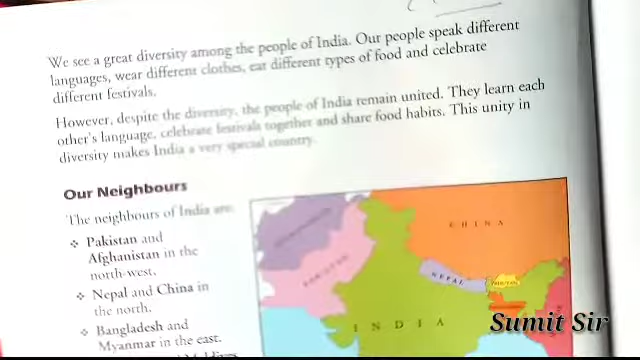 We see a great diversity among the people of India. Our people speak different
languages, wear different clothes, eat different types of food and celebrate
different festivals.
However, despite the diversity, the people of India remain united. They learn each
other's language, celebrate festivals together and share food habits. This unity in
diversity makes India a very special country.
Our Neighbours
The neighbours of India are:
❖ Pakistan and
Afghanistan in the
north-west.
❖ Nepal and China in
the north.
❖ Bangladesh and
Myanmar in the east.
CHINA
PAKISTAN
NEPAL
BHUTAN
INDIA
Sumit Sir